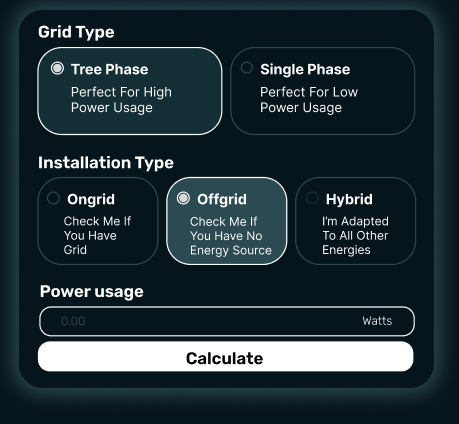 Grid Type
Tree Phase
Perfect For High
Power Usage
Single Phase
Perfect For Low
Power Usage
Installation Type
Ongrid
Check Me If
You Have
Grid
Offgrid
Check Me If
You Have No
Energy Source
Hybrid
I'm Adapted
To All Other
Energies
Power usage
0.00
Watts
Calculate